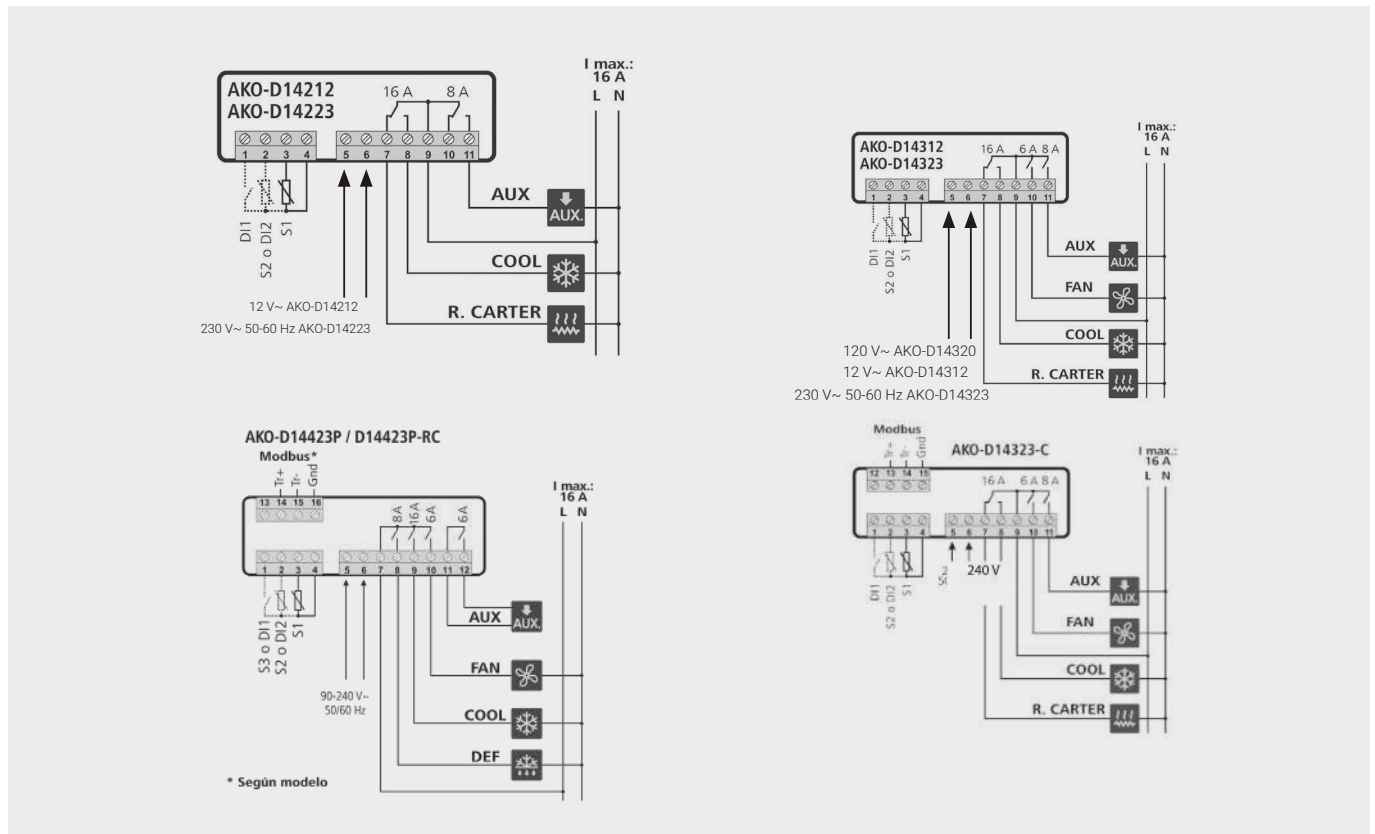 AKO-D14212
AKO-D14223
16 A 8 A
1 2 3 4 5 6 7 8 9 10 11
I max.:
16 A
L N
DI1
S2 o DI2
S1
AUX
AUX.
COOL
R. CARTER
12 V~ AKO-D14212
230 V~ 50-60 Hz AKO-D14223
AKO-D14312
AKO-D14323
16 A 6 A 8 A
1 2 3 4 5 6 7 8 9 10 11
I max.:
16 A
L N
DI1
S2 o DI2
S1
AUX
AUX.
FAN
COOL
R. CARTER
120 V~ AKO-D14320
12 V~ AKO-D14312
230 V~ 50-60 Hz AKO-D14323
AKO-D14423P / D14423P-RC
Modbus*
Tr+
Tr-
Gnd
13 14 15 16
8A
16A
6A
6A
1 2 3 4 5 6 7 8 9 10 11 12
I max.:
16 A
L N
S3 o DI1
S2 o DI2
S1
90-240 V~
50/60 Hz
AUX
AUX.
FAN
COOL
DEF
* Según modelo
Modbus
Tr+
Tr-
Gnd
AKO-D14323-C
12 13 14 15
16 A 6 A 8 A
1 2 3 4 5 6 7 8 9 10 11
I max.:
16 A
L N
DI1
S2 o DI2
S1
240 V
AUX
AUX.
FAN
COOL
R. CARTER